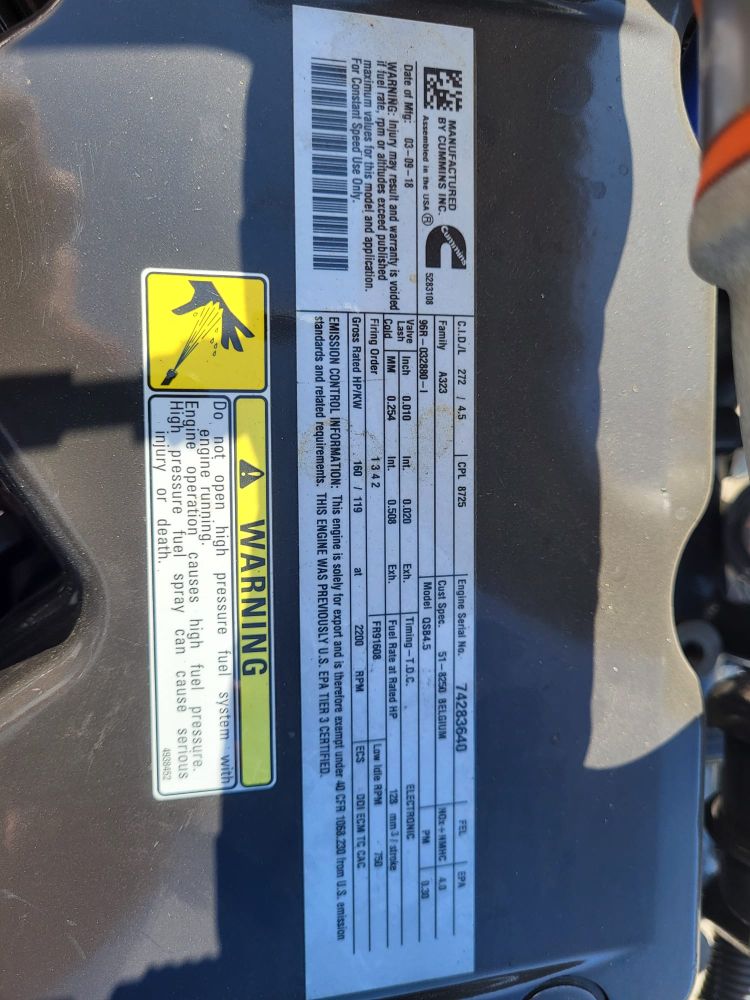 MANUFACTURED
BY CUMMINS INC.
Assembled in the USA ®
Cummins
5283108
Date of Mfg: 03-09-18
WARNING: Injury may result and warranty is voided
if fuel rate, rpm or altitudes exceed published
maximum values for this model and application.
For Constant Speed Use Only.
C.I.D./L 272 / 4.5 CPL 8725 Engine Serial No. 74283640 FEL EPA
Family A323 Cust Spec. 51-8250 BELGIUM NOx+NMHC 4.0
96R-032880-I Model QSB4.5 PM 0.30
Valve Inch 0.010 Int. 0.020 Exh. Timing-T.D.C. ELECTRONIC
Lash
Cold MM 0.254 Int. 0.508 Exh. Fuel Rate at Rated HP 128 mm³/ stroke
Firing Order 1 3 4 2 FR91608 Low Idle RPM 750
Gross Rated HP/KW 160 / 119 at 2200 RPM ECS DDI ECM TC CAC
EMISSION CONTROL INFORMATION: This engine is solely for export and is therefore exempt under 40 CFR 1068.230 from U.S. emission
standards and related requirements. THIS ENGINE WAS PREVIOUSLY U.S. EPA TIER 3 CERTIFIED.
WARNING
Do not open high pressure fuel system with
engine running.
Engine operation causes high fuel pressure.
High pressure fuel spray can cause serious
injury or death.
4938452